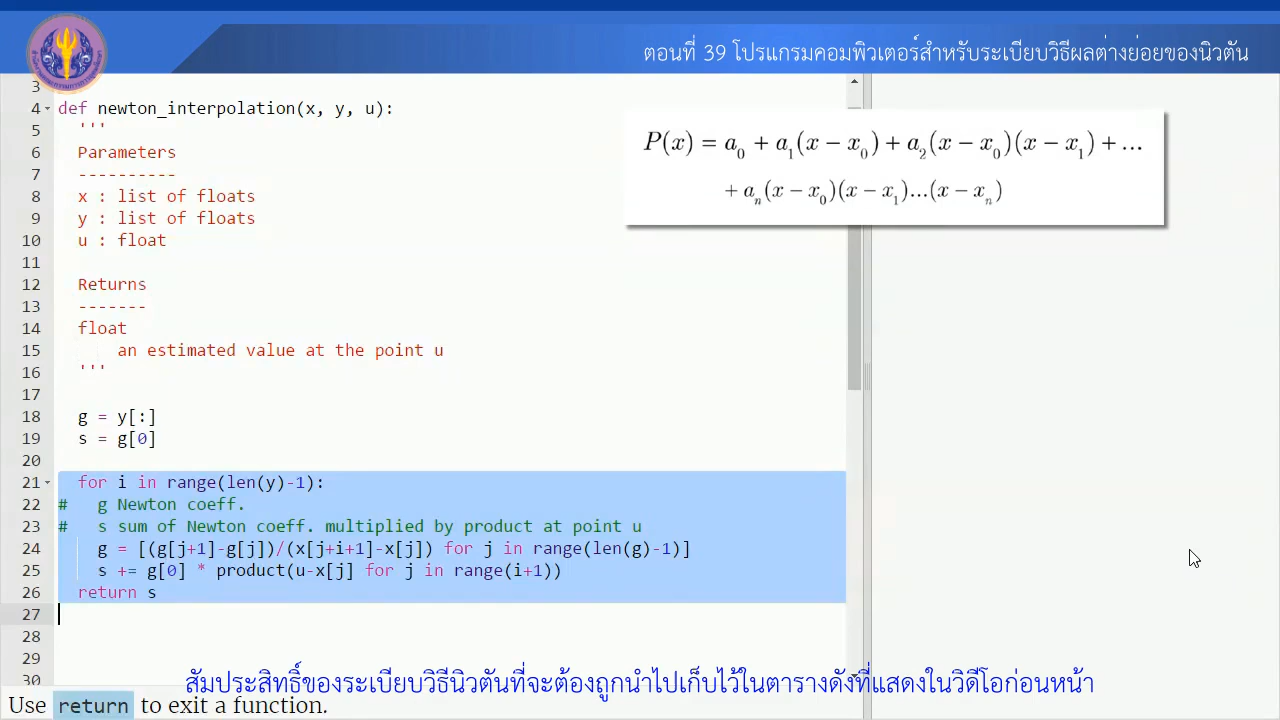 ตอนที่ 39 โปรแกรมคอมพิวเตอร์สำหรับระเบียบวิธีผลต่างย่อยของนิวตัน
3
4 def newton_interpolation(x, y, u):
5 '''
6 Parameters
7 ----------
8 x : list of floats
9 y : list of floats
10 u : float
11
12 Returns
13 -------
14 float
15 an estimated value at the point u
16 '''
17
18 g = y[:]
19 s = g[0]
20
21 for i in range(len(y)-1):
22 # g Newton coeff.
23 # s sum of Newton coeff. multiplied by product at point u
24 g = [(g[j+1]-g[j])/(x[j+i+1]-x[j]) for j in range(len(g)-1)]
25 s += g[0] * product(u-x[j] for j in range(i+1))
26 return s
27
28
29
30
P(x) = a₀ + a₁(x − x₀) + a₂(x − x₀)(x − x₁) + ...
+ aₙ(x − x₀)(x − x₁)...(x − xₙ)
สัมประสิทธิ์ของระเบียบวิธีนิวตันที่จะต้องถูกนำไปเก็บไว้ในตารางดังที่แสดงในวิดีโอก่อนหน้า
Use return to exit a function.